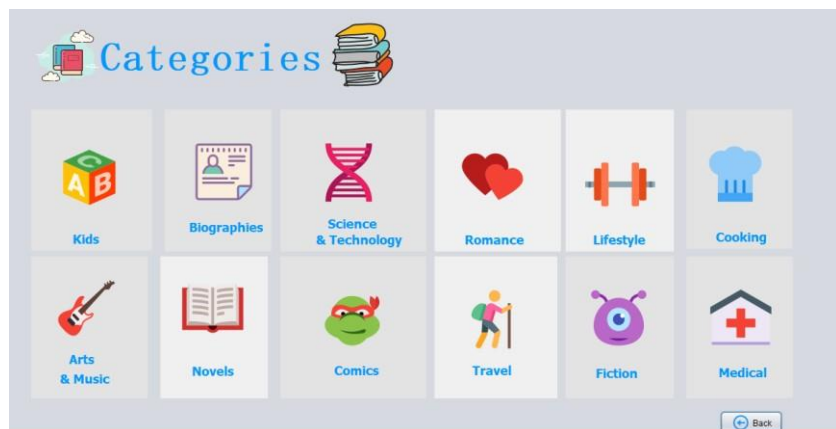 Categories
C
A B
Kids
Biographies
Science
& Technology
Romance
Lifestyle
Cooking
Arts
& Music
Novels
Comics
Travel
Fiction
Medical
Back